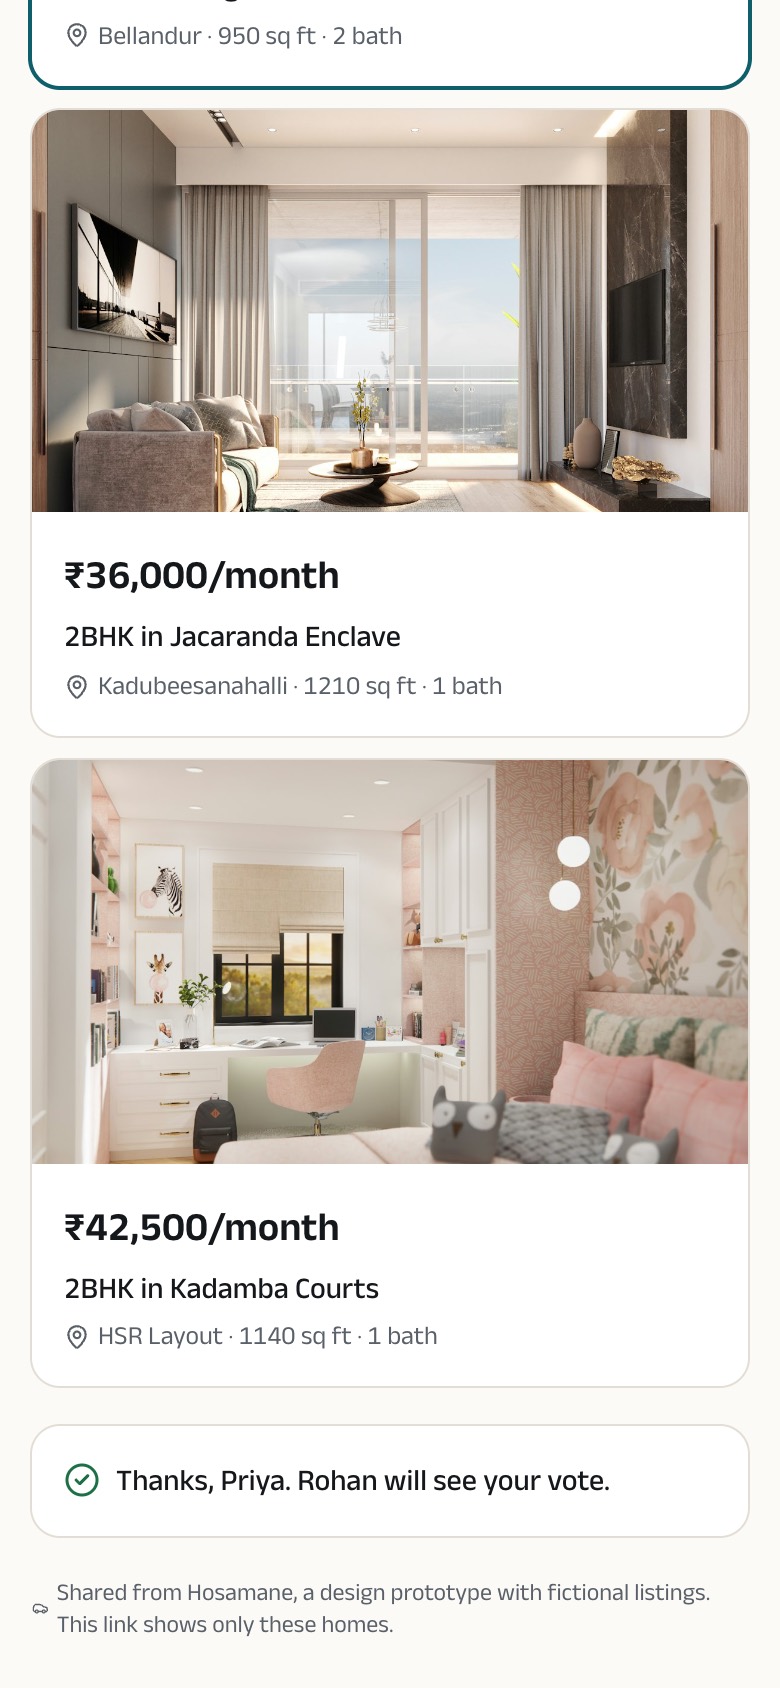 Bellandur · 950 sq ft · 2 bath
₹36,000/month
2BHK in Jacaranda Enclave
Kadubeesanahalli · 1210 sq ft · 1 bath
₹42,500/month
2BHK in Kadamba Courts
HSR Layout · 1140 sq ft · 1 bath
Thanks, Priya. Rohan will see your vote.
Shared from Hosamane, a design prototype with fictional listings.
This link shows only these homes.